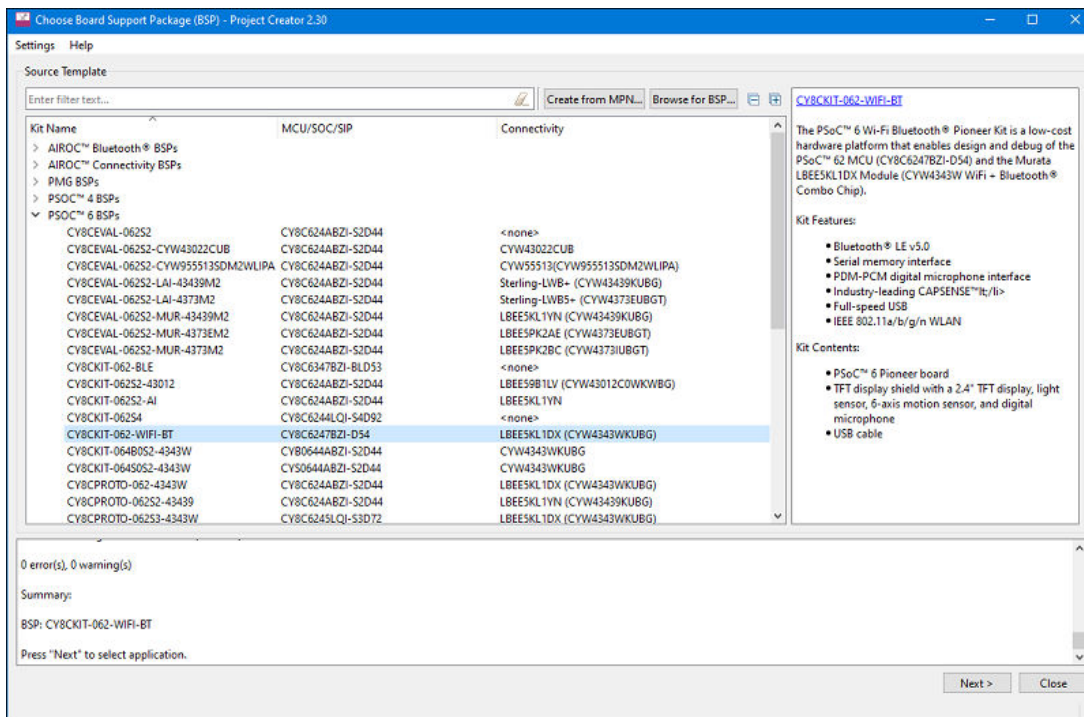 Choose Board Support Package (BSP) - Project Creator 2.30
Settings Help
Source Template
Enter filter text...
Create from MPN... Browse for BSP...
Kit Name MCU/SOC/SIP Connectivity
AIROC™ Bluetooth® BSPs
AIROC™ Connectivity BSPs
PMG BSPs
PSOC™ 4 BSPs
PSOC™ 6 BSPs
CY8CEVAL-062S2 CY8C624ABZI-S2D44 <none>
CY8CEVAL-062S2-CYW43022CUB CY8C624ABZI-S2D44 CYW43022CUB
CY8CEVAL-062S2-CYW955513SDM2WLIPA CY8C624ABZI-S2D44 CYW55513(CYW955513SDM2WLIPA)
CY8CEVAL-062S2-LAI-43439M2 CY8C624ABZI-S2D44 Sterling-LWB+ (CYW43439KUBG)
CY8CEVAL-062S2-LAI-4373M2 CY8C624ABZI-S2D44 Sterling-LWB5+ (CYW4373EUBGT)
CY8CEVAL-062S2-MUR-43439M2 CY8C624ABZI-S2D44 LBEE5KL1YN (CYW43439KUBG)
CY8CEVAL-062S2-MUR-4373EM2 CY8C624ABZI-S2D44 LBEE5PK2AE (CYW4373EUBGT)
CY8CEVAL-062S2-MUR-4373M2 CY8C624ABZI-S2D44 LBEE5PK2BC (CYW4373IUBGT)
CY8CKIT-062-BLE CY8C6347BZI-BLD53 <none>
CY8CKIT-062S2-43012 CY8C624ABZI-S2D44 LBEE59B1LV (CYW43012C0WKWBG)
CY8CKIT-062S2-AI CY8C624ABZI-S2D44 LBEE5KL1YN
CY8CKIT-062S4 CY8C6244LQI-S4D92 <none>
CY8CKIT-062-WIFI-BT CY8C6247BZI-D54 LBEE5KL1DX (CYW4343WKUBG)
CY8CKIT-064B0S2-4343W CYB0644ABZI-S2D44 CYW4343WKUBG
CY8CKIT-064S0S2-4343W CYS0644ABZI-S2D44 CYW4343WKUBG
CY8CPROTO-062-4343W CY8C624ABZI-S2D44 LBEE5KL1DX (CYW4343WKUBG)
CY8CPROTO-062S2-43439 CY8C624ABZI-S2D44 LBEE5KL1YN (CYW43439KUBG)
CY8CPROTO-062S3-4343W CY8C6245LQI-S3D72 LBEE5KL1DX (CYW4343WKUBG)
CY8CKIT-062-WIFI-BT
The PSoC™ 6 Wi-Fi Bluetooth® Pioneer Kit is a low-cost
hardware platform that enables design and debug of the
PSoC™ 62 MCU (CY8C6247BZI-D54) and the Murata
LBEE5KL1DX Module (CYW4343W WiFi + Bluetooth®
Combo Chip).
Kit Features:
• Bluetooth® LE v5.0
• Serial memory interface
• PDM-PCM digital microphone interface
• Industry-leading CAPSENSE™lt;/li>
• Full-speed USB
• IEEE 802.11a/b/g/n WLAN
Kit Contents:
• PSoC™ 6 Pioneer board
• TFT display shield with a 2.4" TFT display, light
sensor, 6-axis motion sensor, and digital
microphone
• USB cable
0 error(s), 0 warning(s)
Summary:
BSP: CY8CKIT-062-WIFI-BT
Press "Next" to select application.
Next > Close